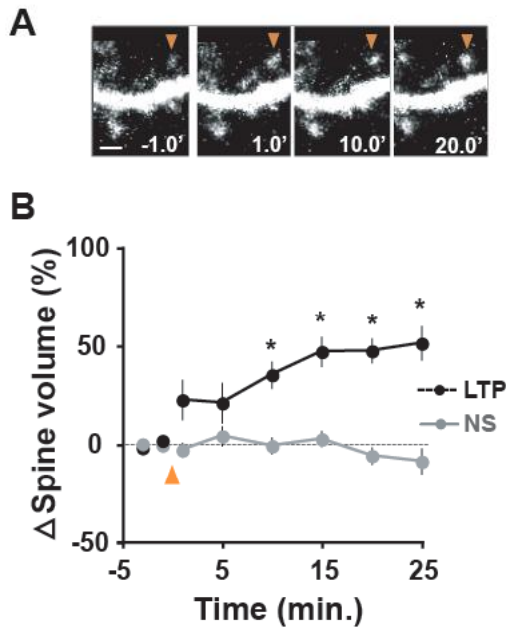 A
-1.0’ 1.0’ 10.0’ 20.0’
B
ΔSpine volume (%)
100
50
0
-50
* * * *
LTP
NS
-5 5 15 25
Time (min.)